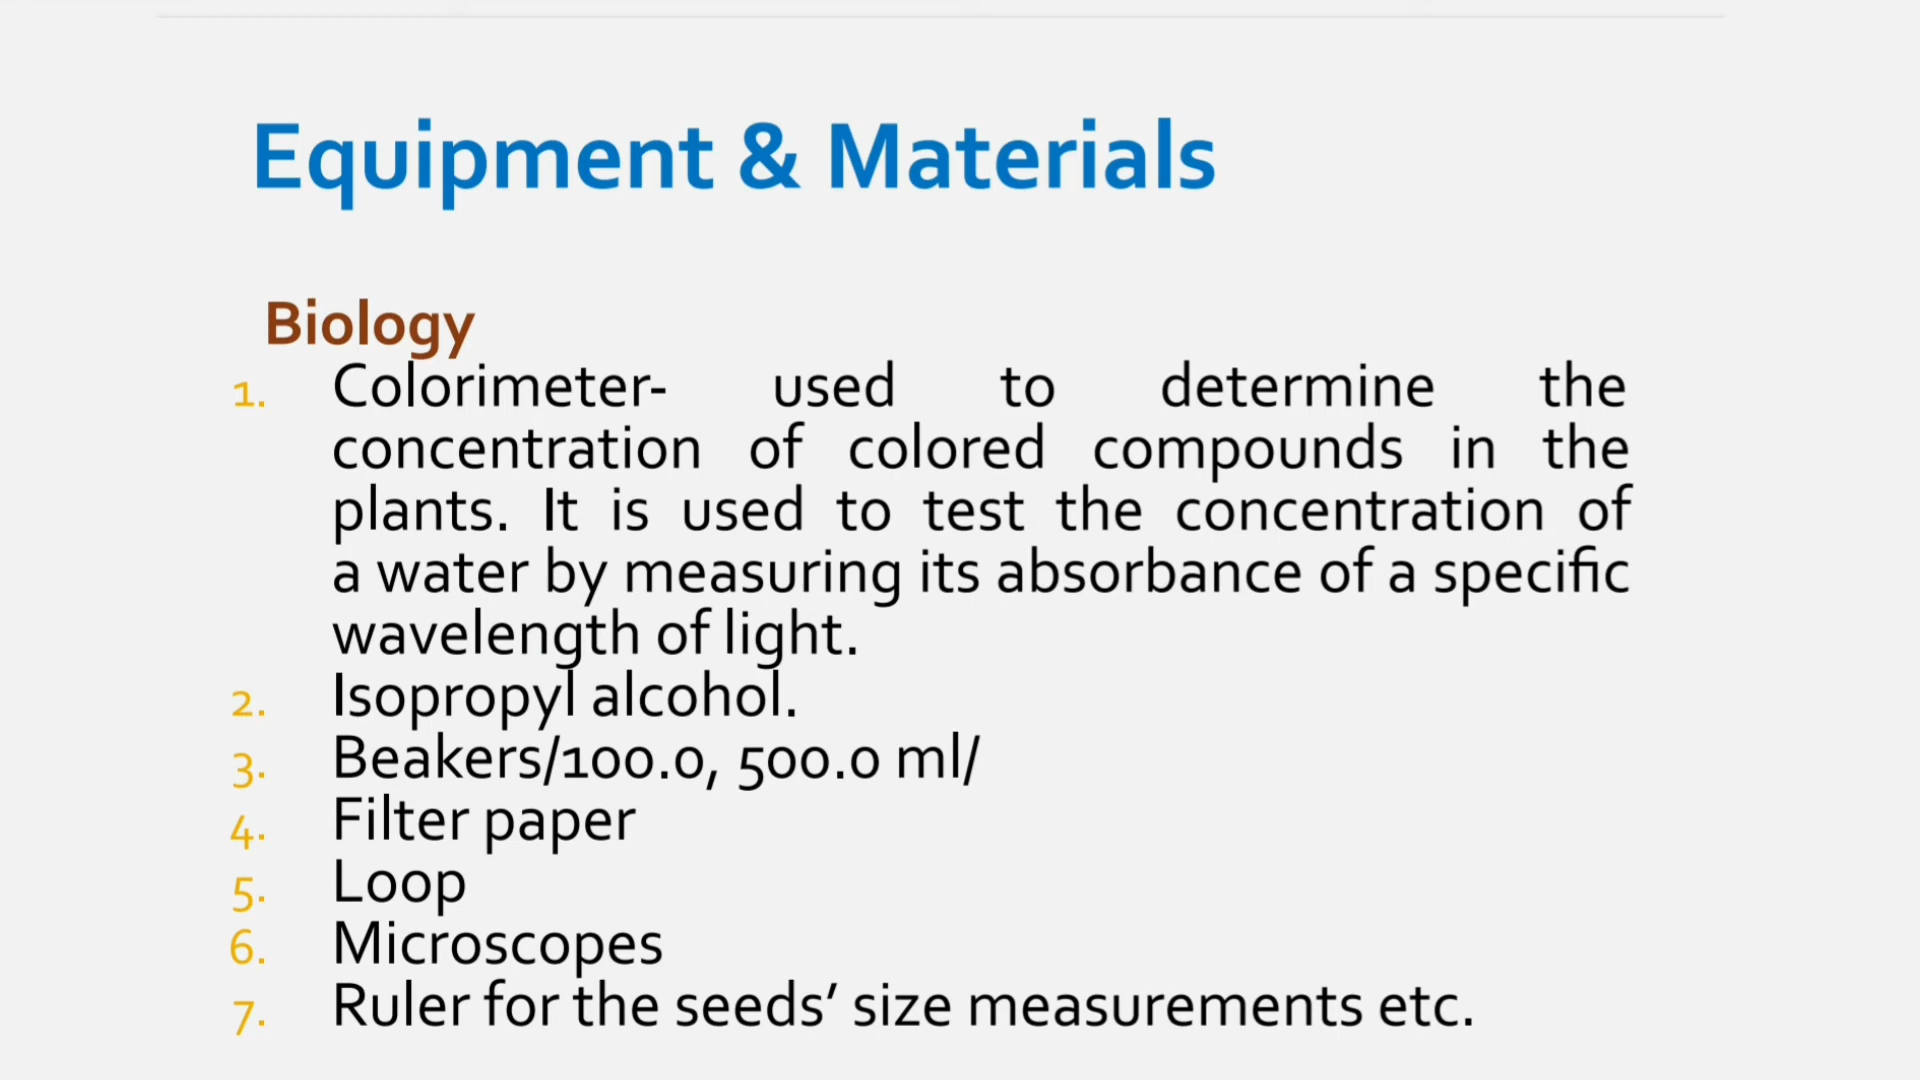 Equipment & Materials
Biology
1. Colorimeter- used to determine the
concentration of colored compounds in the
plants. It is used to test the concentration of
a water by measuring its absorbance of a specific
wavelength of light.
2. Isopropyl alcohol.
3. Beakers/100.0, 500.0 ml/
4. Filter paper
5. Loop
6. Microscopes
7. Ruler for the seeds’ size measurements etc.